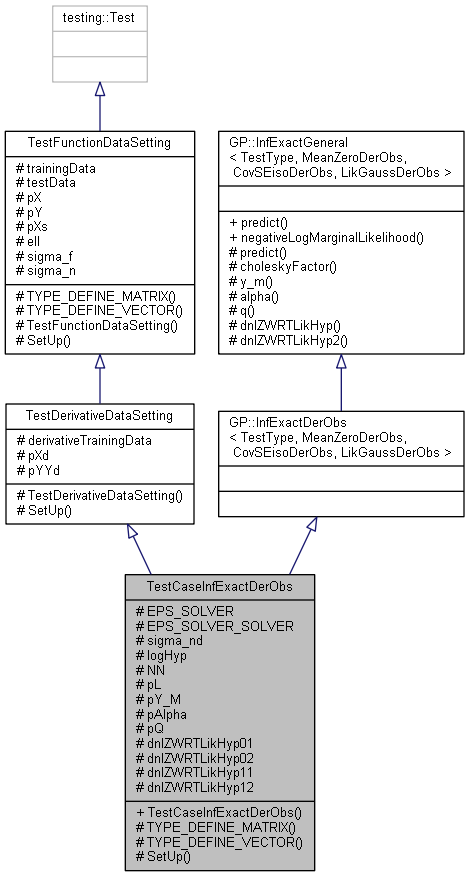 testing::Test
TestFunctionDataSetting
# trainingData
# testData
# pX
# pY
# pXs
# ell
# sigma_f
# sigma_n
# TYPE_DEFINE_MATRIX()
# TYPE_DEFINE_VECTOR()
# TestFunctionDataSetting()
# SetUp()
GP::InfExactGeneral
< TestType, MeanZeroDerObs,
CovSEisoDerObs, LikGaussDerObs >
+ predict()
+ negativeLogMarginalLikelihood()
# predict()
# choleskyFactor()
# y_m()
# alpha()
# q()
# dnlZWRTLikHyp()
# dnlZWRTLikHyp2()
TestDerivativeDataSetting
# derivativeTrainingData
# pXd
# pYYd
# TestDerivativeDataSetting()
# SetUp()
GP::InfExactDerObs
< TestType, MeanZeroDerObs,
CovSEisoDerObs, LikGaussDerObs >
TestCaseInfExactDerObs
# EPS_SOLVER
# EPS_SOLVER_SOLVER
# sigma_nd
# logHyp
# NN
# pL
# pY_M
# pAlpha
# pQ
# dnlZWRTLikHyp01
# dnlZWRTLikHyp02
# dnlZWRTLikHyp11
# dnlZWRTLikHyp12
+ TestCaseInfExactDerObs()
# TYPE_DEFINE_MATRIX()
# TYPE_DEFINE_VECTOR()
# SetUp()